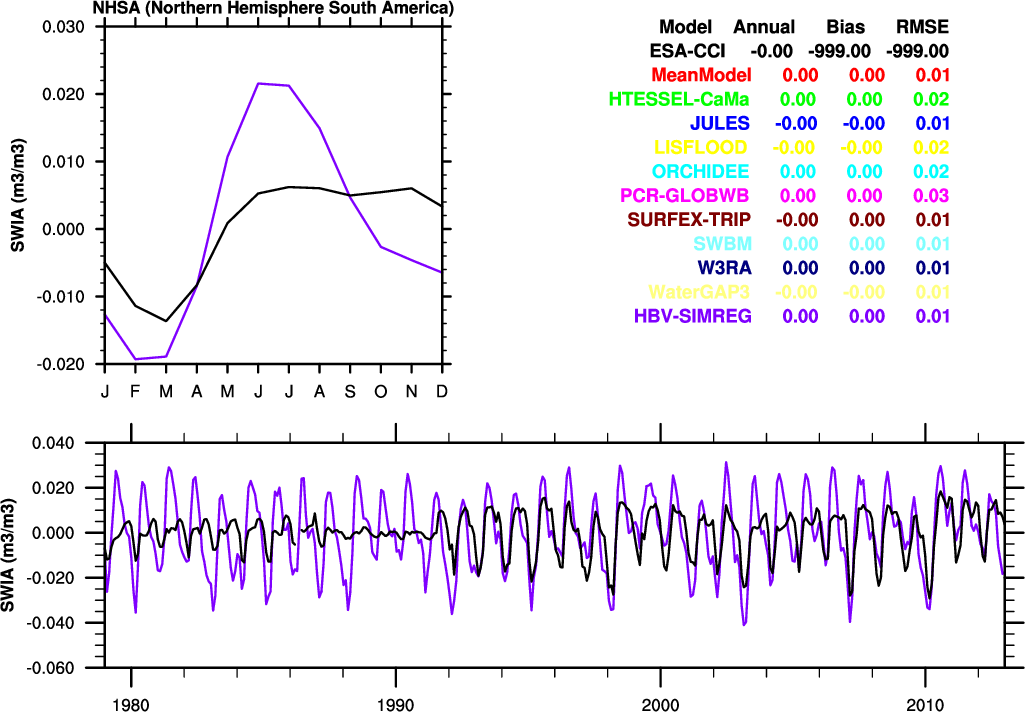 NHSA (Northern Hemisphere South America)
0.030
0.020
0.010
0.000
-0.010
-0.020
SWIA (m3/m3)
J F M A M J J A S O N D
Model Annual Bias RMSE
ESA-CCI -0.00 -999.00 -999.00
MeanModel 0.00 0.00 0.01
HTESSEL-CaMa 0.00 0.00 0.02
JULES -0.00 -0.00 0.01
LISFLOOD -0.00 -0.00 0.02
ORCHIDEE 0.00 0.00 0.02
PCR-GLOBWB 0.00 0.00 0.03
SURFEX-TRIP -0.00 0.00 0.01
SWBM 0.00 0.00 0.01
W3RA 0.00 0.00 0.01
WaterGAP3 -0.00 -0.00 0.01
HBV-SIMREG 0.00 0.00 0.01
0.040
0.020
0.000
-0.020
-0.040
-0.060
SWIA (m3/m3)
1980 1990 2000 2010